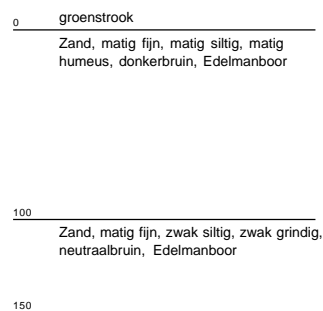 groenstrook
0
Zand, matig fijn, matig siltig, matig
humeus, donkerbruin, Edelmanboor
100
Zand, matig fijn, zwak siltig, zwak grindig,
neutraalbruin, Edelmanboor
150